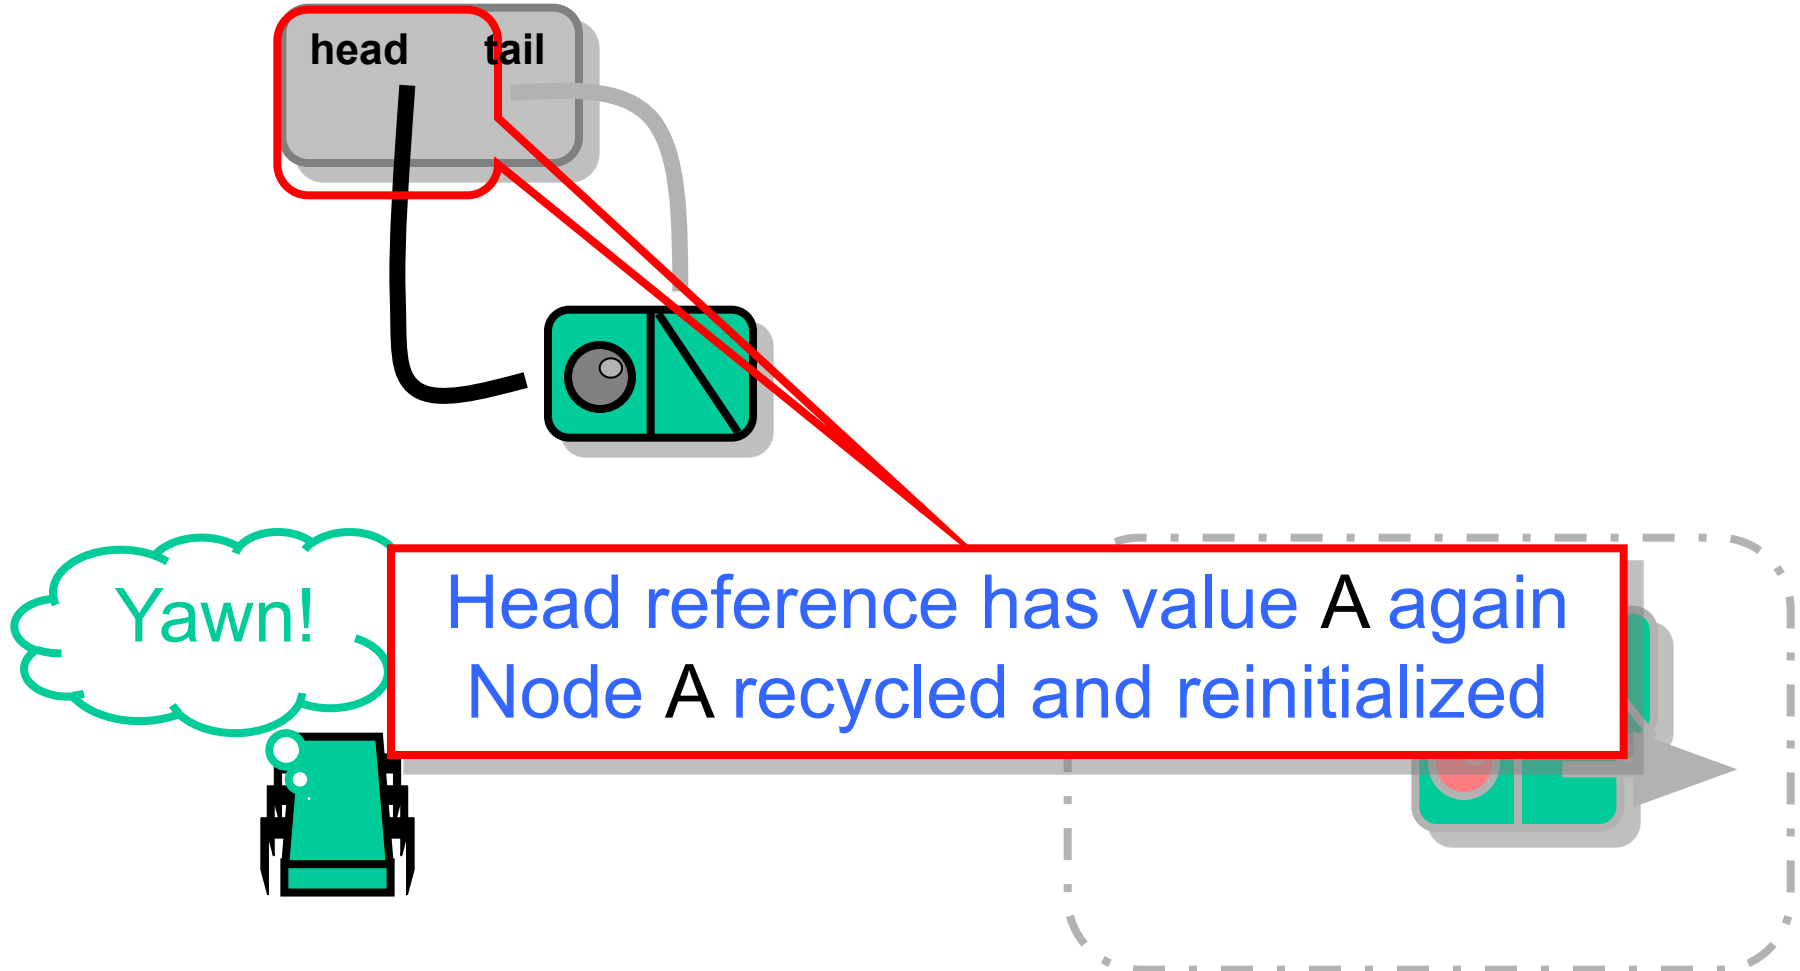 head tail
Yawn!
Head reference has value A again
Node A recycled and reinitialized